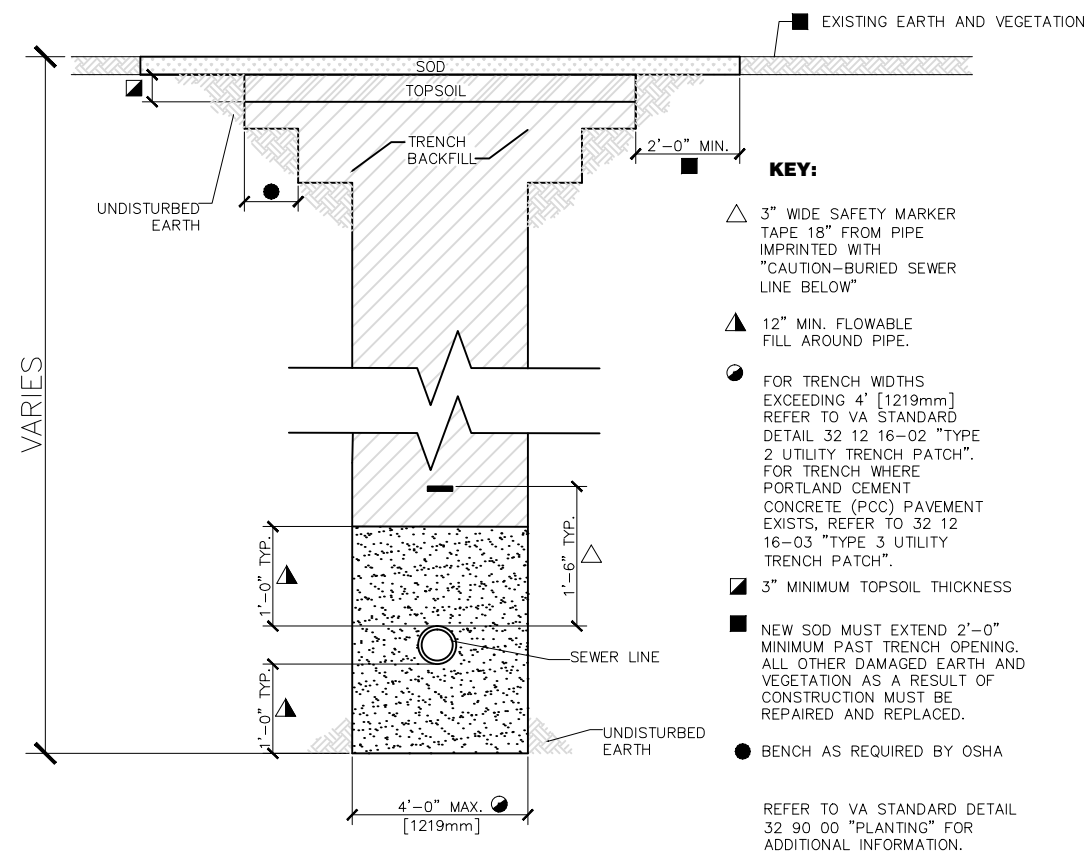 EXISTING EARTH AND VEGETATION
SOD
TOPSOIL
TRENCH
BACKFILL
2'-0" MIN.
UNDISTURBED
EARTH
VARIES
1'-0" TYP.
1'-6" TYP.
SEWER LINE
1'-0" TYP.
UNDISTURBED
EARTH
4'-0" MAX.
[1219mm]
KEY:
3" WIDE SAFETY MARKER
TAPE 18" FROM PIPE
IMPRINTED WITH
"CAUTION-BURIED SEWER
LINE BELOW"
12" MIN. FLOWABLE
FILL AROUND PIPE.
FOR TRENCH WIDTHS
EXCEEDING 4' [1219mm]
REFER TO VA STANDARD
DETAIL 32 12 16-02 "TYPE
2 UTILITY TRENCH PATCH".
FOR TRENCH WHERE
PORTLAND CEMENT
CONCRETE (PCC) PAVEMENT
EXISTS, REFER TO 32 12
16-03 "TYPE 3 UTILITY
TRENCH PATCH".
3" MINIMUM TOPSOIL THICKNESS
NEW SOD MUST EXTEND 2'-0"
MINIMUM PAST TRENCH OPENING.
ALL OTHER DAMAGED EARTH AND
VEGETATION AS A RESULT OF
CONSTRUCTION MUST BE
REPAIRED AND REPLACED.
BENCH AS REQUIRED BY OSHA
REFER TO VA STANDARD DETAIL
32 90 00 "PLANTING" FOR
ADDITIONAL INFORMATION.